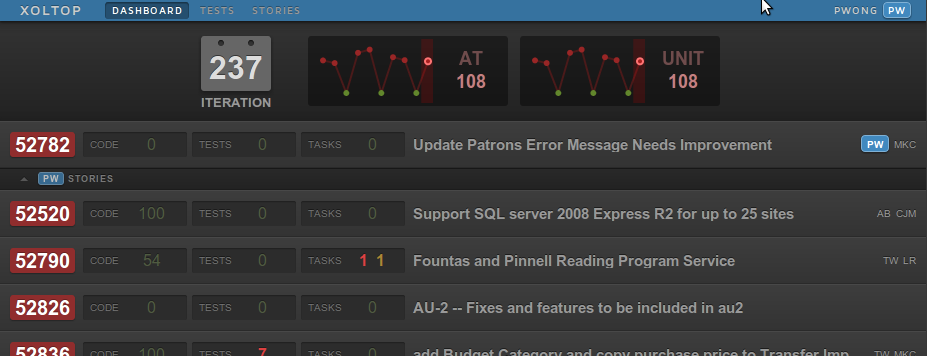 XOLTOP DASHBOARD TESTS STORIES PWONG PW
237 ITERATION
AT 108
UNIT 108
52782 CODE 0 TESTS 0 TASKS 0 Update Patrons Error Message Needs Improvement PW MKC
PW STORIES
52520 CODE 100 TESTS 0 TASKS 0 Support SQL server 2008 Express R2 for up to 25 sites AB CJM
52790 CODE 54 TESTS 0 TASKS 1 1 Fountas and Pinnell Reading Program Service TW LR
52826 CODE 0 TESTS 0 TASKS 0 AU-2 -- Fixes and features to be included in au2
52836 CODE 100 TESTS 7 TASKS 0 add Budget Category and copy purchase price to Transfer Imp TW MKC